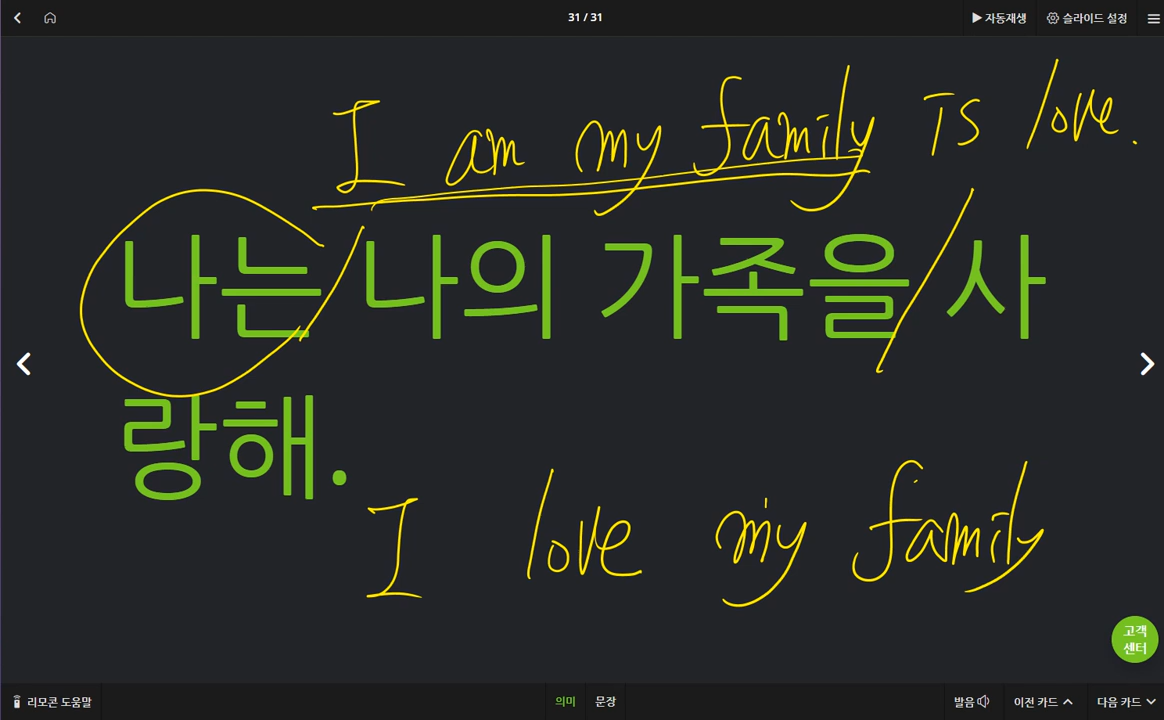 31 / 31
자동재생
슬라이드 설정
I am my family is love.
나는 나의 가족을 사
랑해.
I love my family
고객
센터
리모콘 도움말
의미
문장
발음
이전 카드
다음 카드